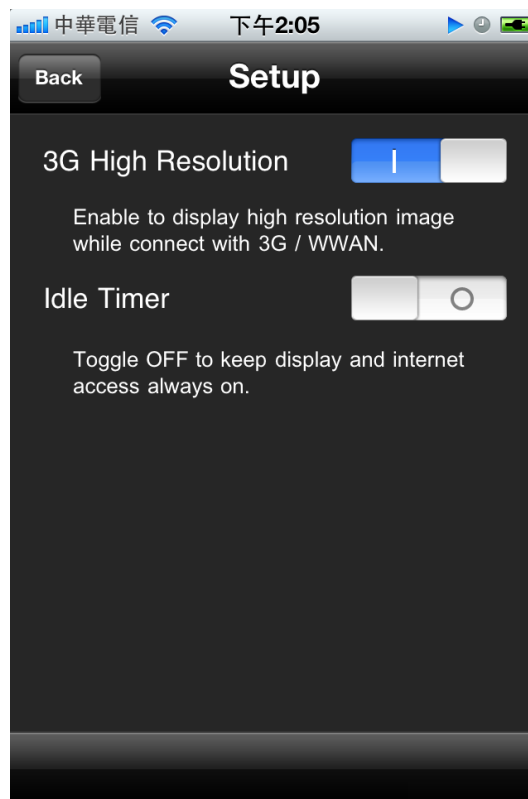 中華電信 下午2:05
Back Setup
3G High Resolution
Enable to display high resolution image
while connect with 3G / WWAN.
Idle Timer
Toggle OFF to keep display and internet
access always on.